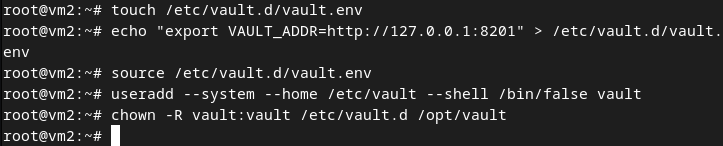 root@vm2:~# touch /etc/vault.d/vault.env
root@vm2:~# echo "export VAULT_ADDR=http://127.0.0.1:8201" > /etc/vault.d/vault.
env
root@vm2:~# source /etc/vault.d/vault.env
root@vm2:~# useradd --system --home /etc/vault --shell /bin/false vault
root@vm2:~# chown -R vault:vault /etc/vault.d /opt/vault
root@vm2:~#